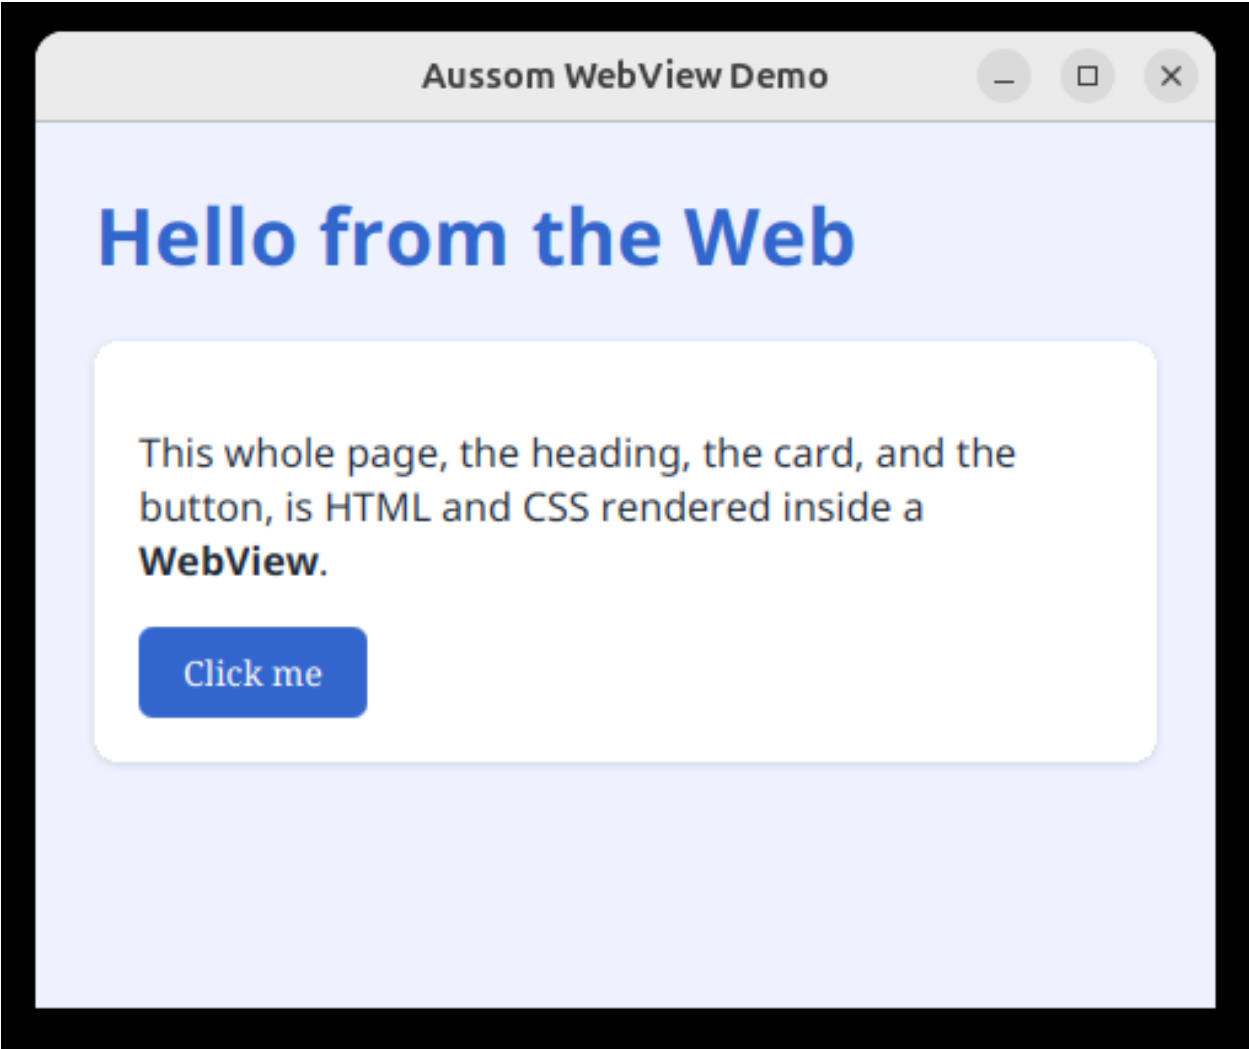 Aussom WebView Demo
Hello from the Web
This whole page, the heading, the card, and the
button, is HTML and CSS rendered inside a
WebView.
Click me